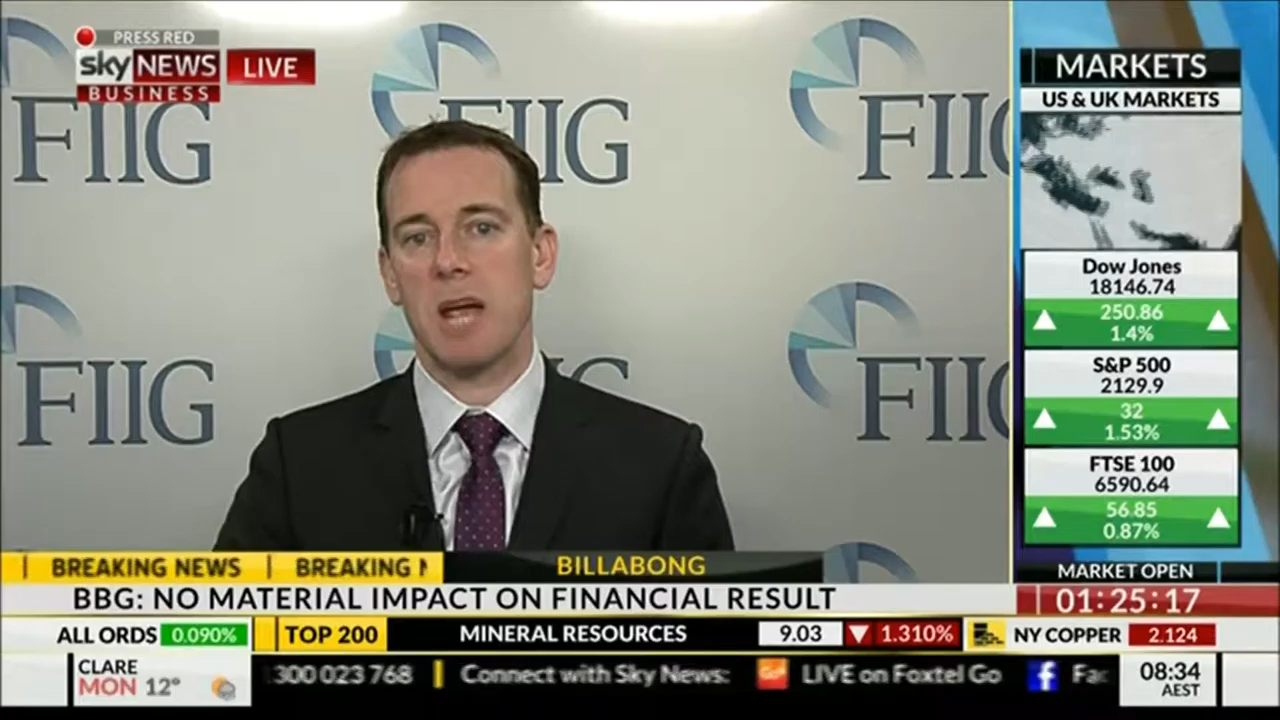 PRESS RED
sky NEWS LIVE
BUSINESS
FIIG
FIIG
FIIG
FIIG
FIIG
FIIG
MARKETS
US & UK MARKETS
Dow Jones
18146.74
250.86
1.4%
S&P 500
2129.9
32
1.53%
FTSE 100
6590.64
56.85
0.87%
MARKET OPEN
01:25:17
BREAKING NEWS | BREAKING N
BILLABONG
BBG: NO MATERIAL IMPACT ON FINANCIAL RESULT
ALL ORDS 0.090% TOP 200 MINERAL RESOURCES 9.03 1.310% NY COPPER 2.124
CLARE
MON 12°
300 023 768 | Connect with Sky News: Go LIVE on Foxtel Go f Fa
08:34
AEST